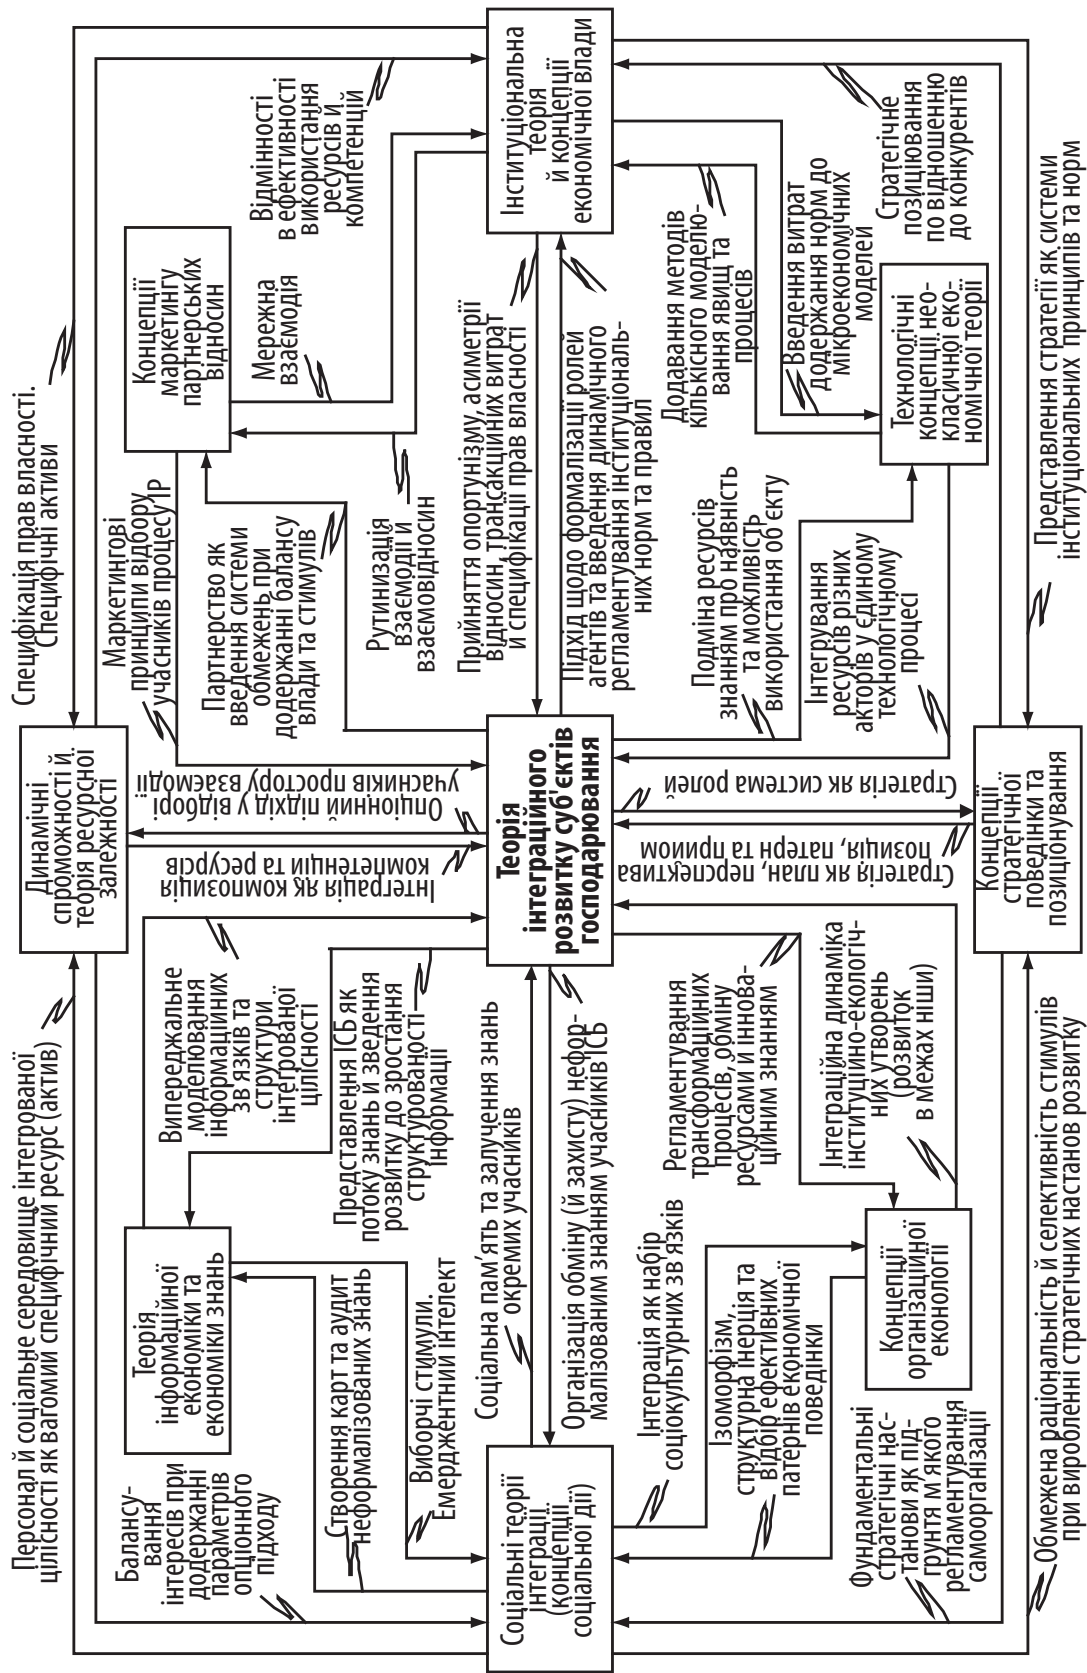 Персонал й соціальне середовище інтегрованої
цілісності як вагомий специфічний ресурс (актив)
Специфікація прав власності.
Специфічні активи
Динамічні
спроможності й
теорія ресурсної
залежності
Балансу-
вання
інтересів при
додержанні
параметрів
опціонного
підходу
Теорія
інформаційної
економіки та
економіки знань
Випереджальне
моделювання
інформаційних
зв'язків та
структури
інтегрованої
цілісності
Маркетингові
принципи відбору
учасників процесу ІР
Концепції
маркетингу
партнерських
відносин
Відмінності
в ефективності
використання
ресурсів й
компетенцій
Створення карт та аудит
неформалізованих знань
Виборчі стимули.
Емерджентний інтелект
Представлення ІСБ як
потоку знань й зведення
розвитку до зростання
структурованості
інформації
Інтеграція як композиція
компетенцій та ресурсів
Опціонний підхід у відборі
учасників простору взаємодії
Партнерство як
введення системи
обмежень при
додержанні балансу
влади та стимулів
Мережна
взаємодія
Рутинизація
взаємодії й
взаємовідносин
Соціальні теорії
інтеграції
(концепції
соціальної дії)
Соціальна пам'ять та залучення знань
окремих учасників
Організація обміну (й захисту) нефор-
малізованим знанням учасників ІСБ
Теорія
інтеграційного
розвитку суб'єктів
господарювання
Прийняття опортунізму, асиметрії
відносин, трансакційних витрат
й специфікації прав власності
Підхід щодо формалізації ролей
агентів та введення динамічного
регламентування інституціональ-
них норм та правил
Інституціональна
теорія
й концепції
економічної влади
Інтеграція як набір
соціокультурних зв'язків
Ізоморфізм,
структурна інерція та
відбір ефективних
патернів економічної
поведінки
Регламентування
трансформаційних
процесів, обміну
ресурсами и іннова-
ційним знанням
Стратегія як план, перспектива
позиція, патерн та прийом
Стратегія як система ролей
Подміна ресурсів
знанням про наявність
та можливість
використання об'єкту
Додавання методів
кількісного моделю-
вання явищ та
процесів
Введення витрат
додержання норм до
мікроекономічних
моделей
Стратегічне
позиціювання
по відношенню
до конкурентів
Фундаментальні
стратегічні нас-
танови як під-
ґрунтя м'якого
регламентування
самоорганізації
Концепції
організаційної
економології
Інтеграційна динаміка
інституційно-екологіч-
них утворень
(розвиток
в межах ніши)
Інтегрування
ресурсів різних
акторів у єдиному
технологічному
процесі
Технологічні
концепції нео-
класичної еко-
номічної теорії
Концепції
стратегічної
поведінки та
позиціонування
Обмежена раціональність й селективність стимулів
при виробленні стратегічних настанов розвитку
Представлення стратегії як системи
інституціональних принципів та норм